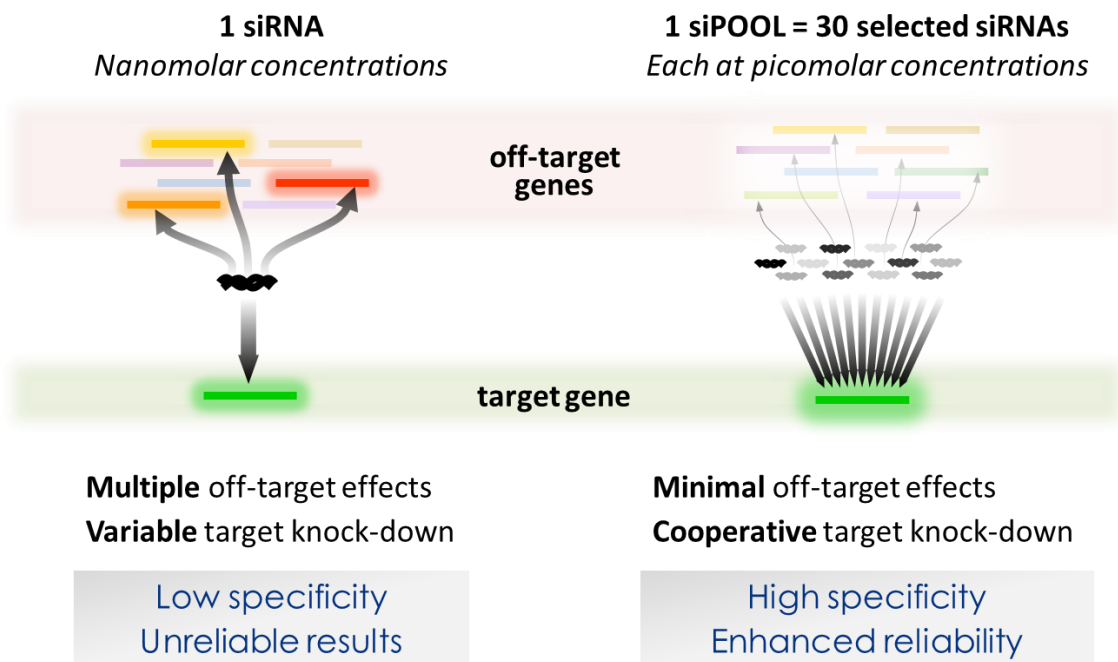 1 siRNA
Nanomolar concentrations
1 siPOOL = 30 selected siRNAs
Each at picomolar concentrations
off-target
genes
target gene
Multiple off-target effects
Variable target knock-down
Minimal off-target effects
Cooperative target knock-down
Low specificity
Unreliable results
High specificity
Enhanced reliability